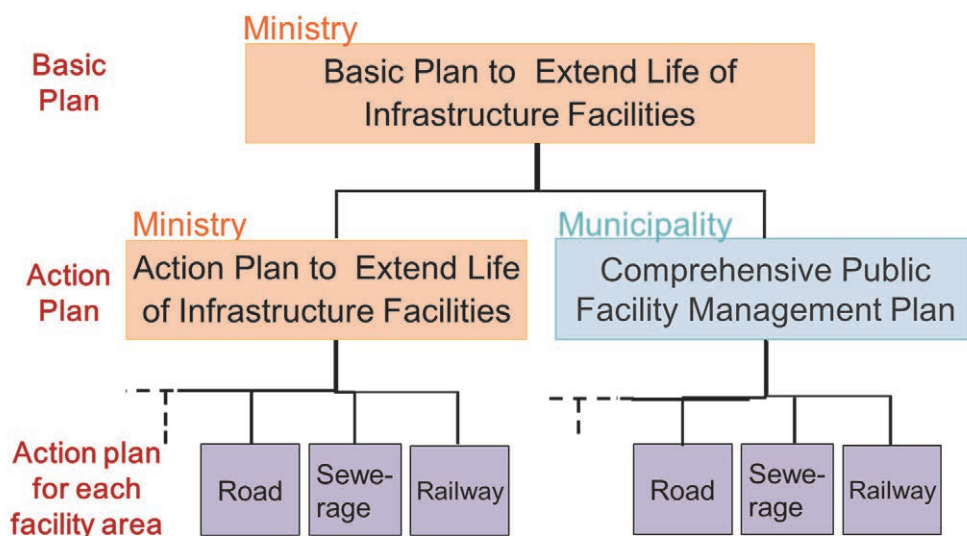 Ministry
Basic
Plan
Basic Plan to Extend Life of
Infrastructure Facilities
Ministry
Municipality
Action
Plan
Action Plan to Extend Life
of Infrastructure Facilities
Comprehensive Public
Facility Management Plan
Action plan
for each
facility area
Road
Sewe-
rage
Railway
Road
Sewe-
rage
Railway